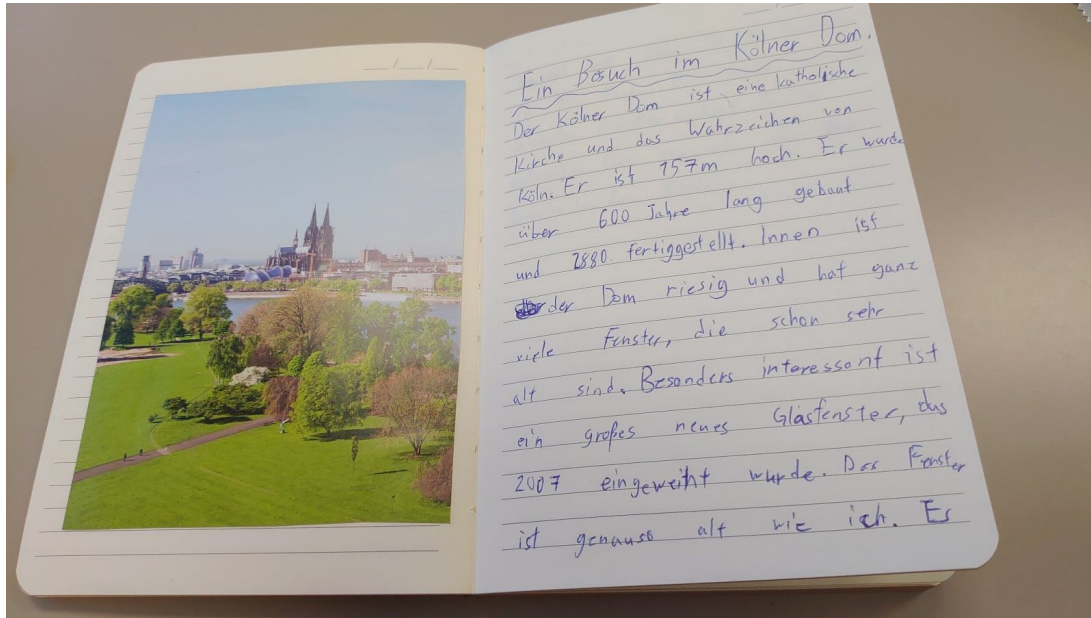 Ein Besuch im Kölner Dom.
Der Kölner Dom ist eine katholische
Kirche und das Wahrzeichen von
Köln. Er ist 157m hoch. Er wurde
über 600 Jahre lang gebaut
und 1880 fertiggestellt. Innen ist
der Dom riesig und hat ganz
viele Fenster, die schon sehr
alt sind. Besonders interessant ist
ein großes neues Glasfenster, das
2007 eingeweiht wurde. Das Fenster
ist genauso alt wie ich. Es